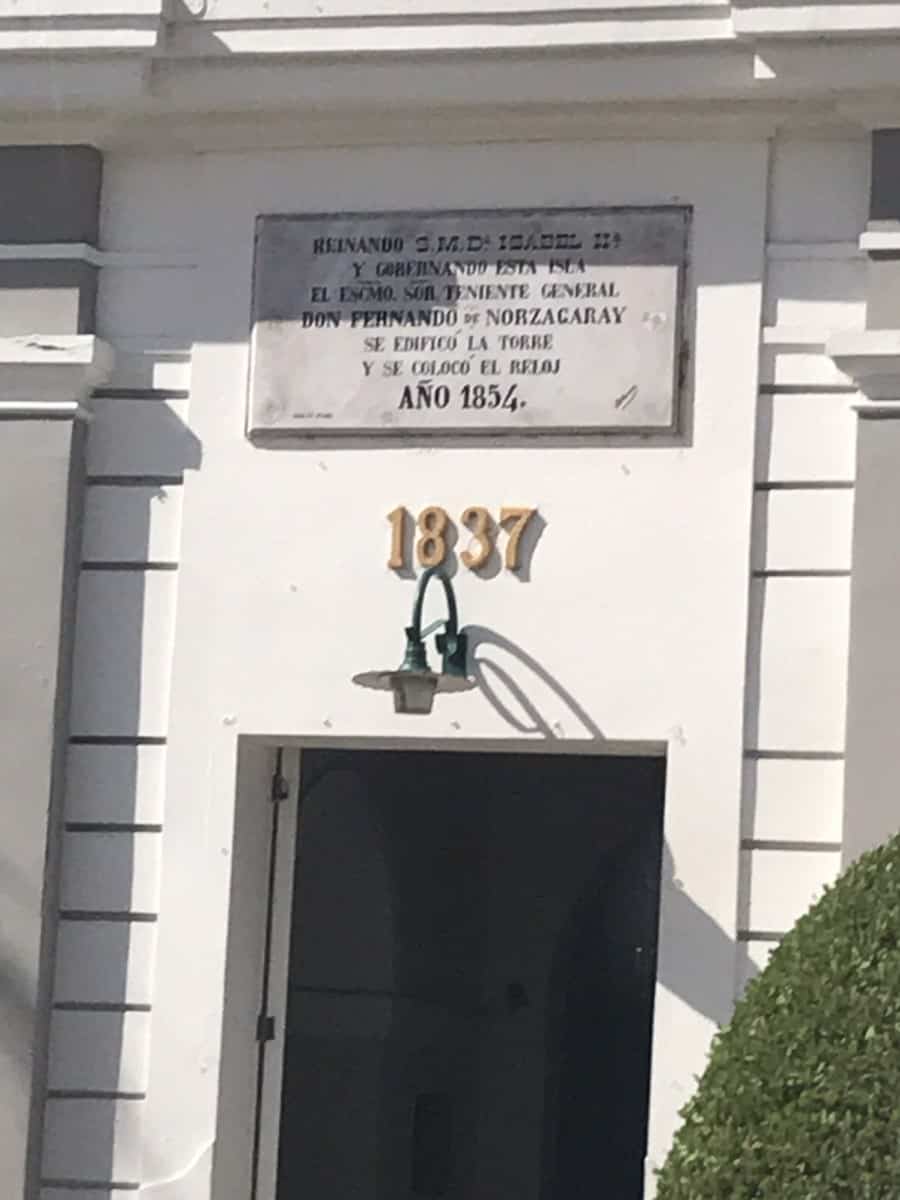 REINANDO S.M.Dª ISABEL IIª
Y GOBERNANDO ESTA ISLA
EL ESCMO. SOR. TENIENTE GENERAL
DON FERNANDO DE NORZAGARAY
SE EDIFICÓ LA TORRE
Y SE COLOCÓ EL RELOJ
AÑO 1854.
1837